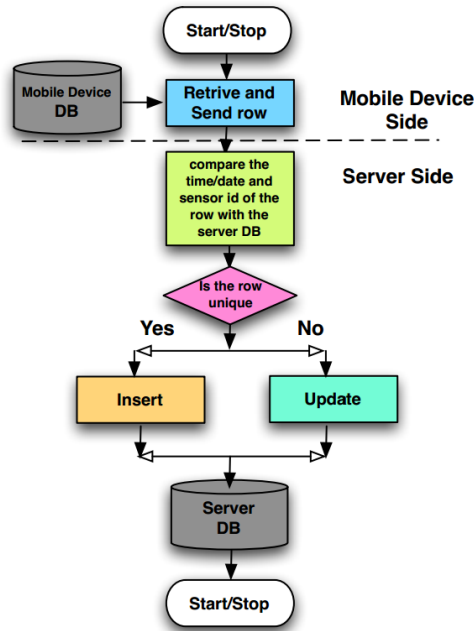 Start/Stop
Mobile Device
DB
Retrive and
Send row
Mobile Device
Side
compare the
time/date and
sensor id of the
row with the
server DB
Server Side
Is the row
unique
Yes
No
Insert
Update
Server
DB
Start/Stop